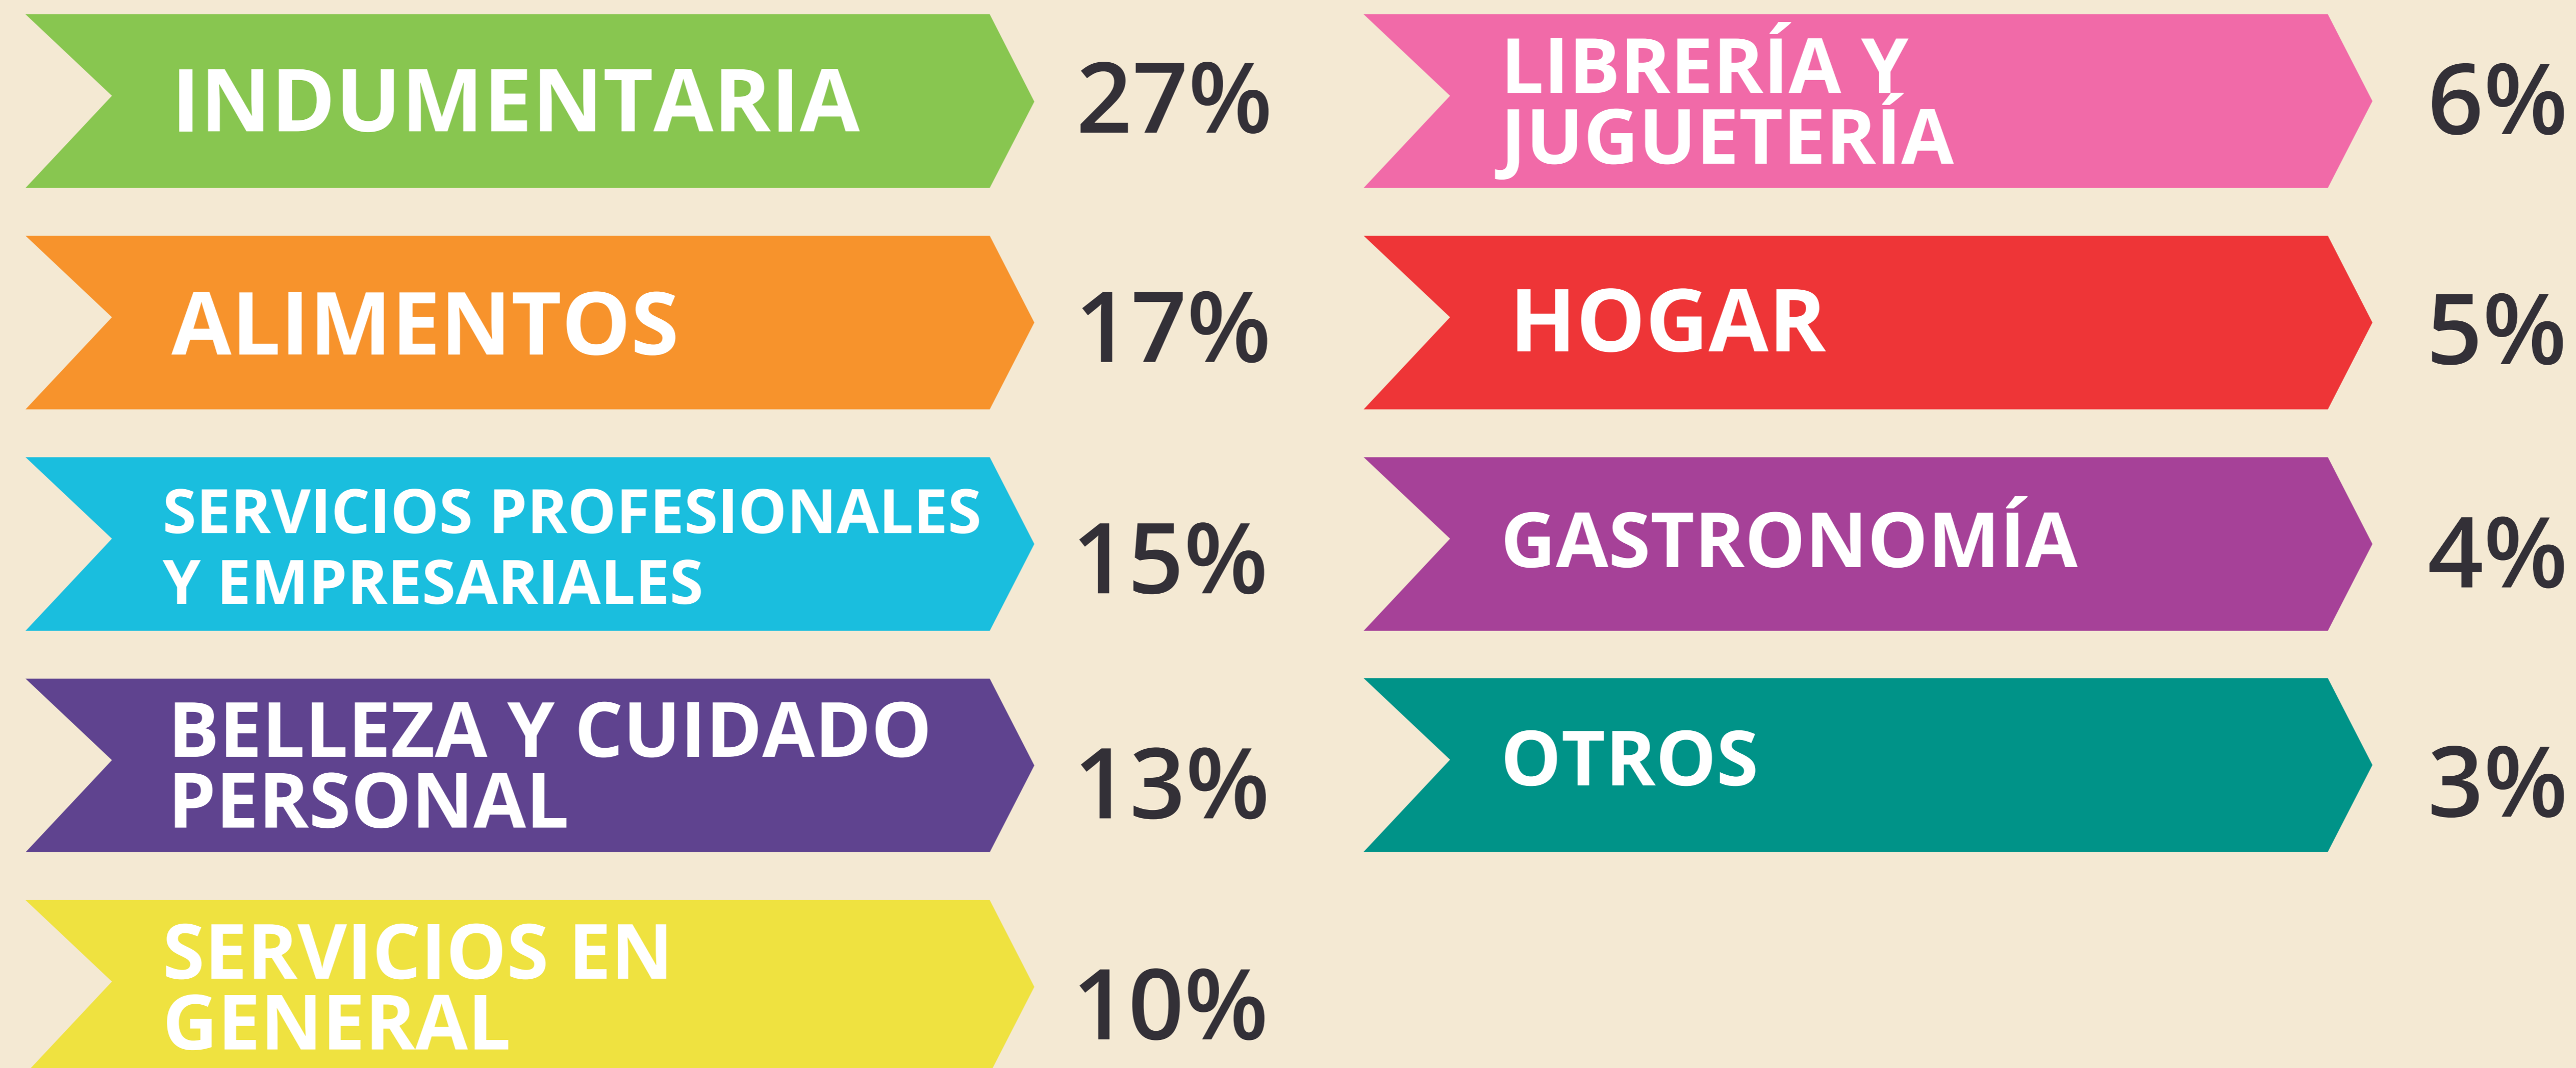 INDUMENTARIA
27%
ALIMENTOS
17%
SERVICIOS PROFESIONALES
Y EMPRESARIALES
15%
BELLEZA Y CUIDADO
PERSONAL
13%
SERVICIOS EN
GENERAL
10%
LIBRERÍA Y
JUGUETERÍA
6%
HOGAR
5%
GASTRONOMÍA
4%
OTROS
3%